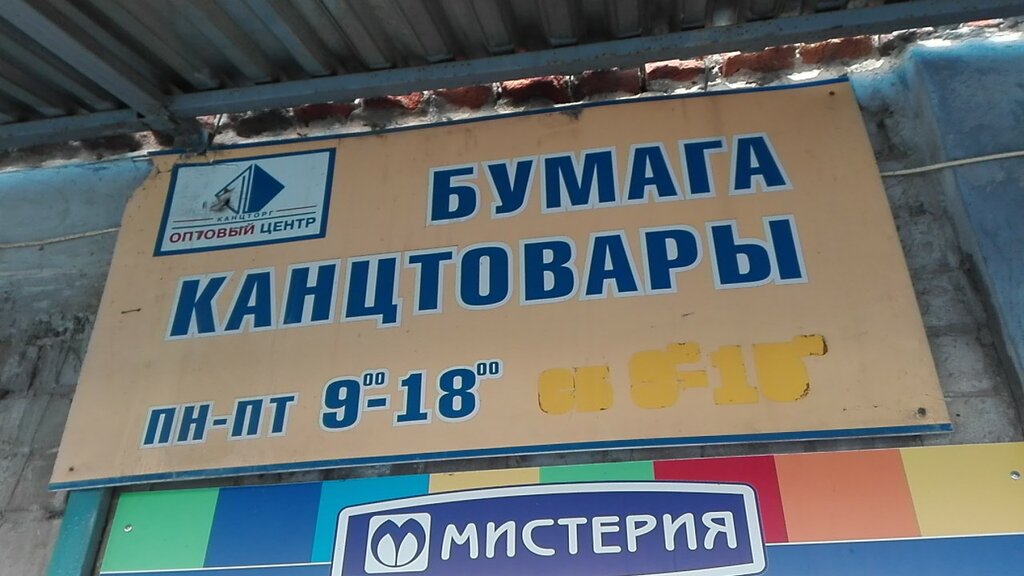 КАНЦТОРГ
ОПТОВЫЙ ЦЕНТР
БУМАГА
КАНЦТОВАРЫ
ПН-ПТ 9⁰⁰-18⁰⁰
МИСТЕРИЯ